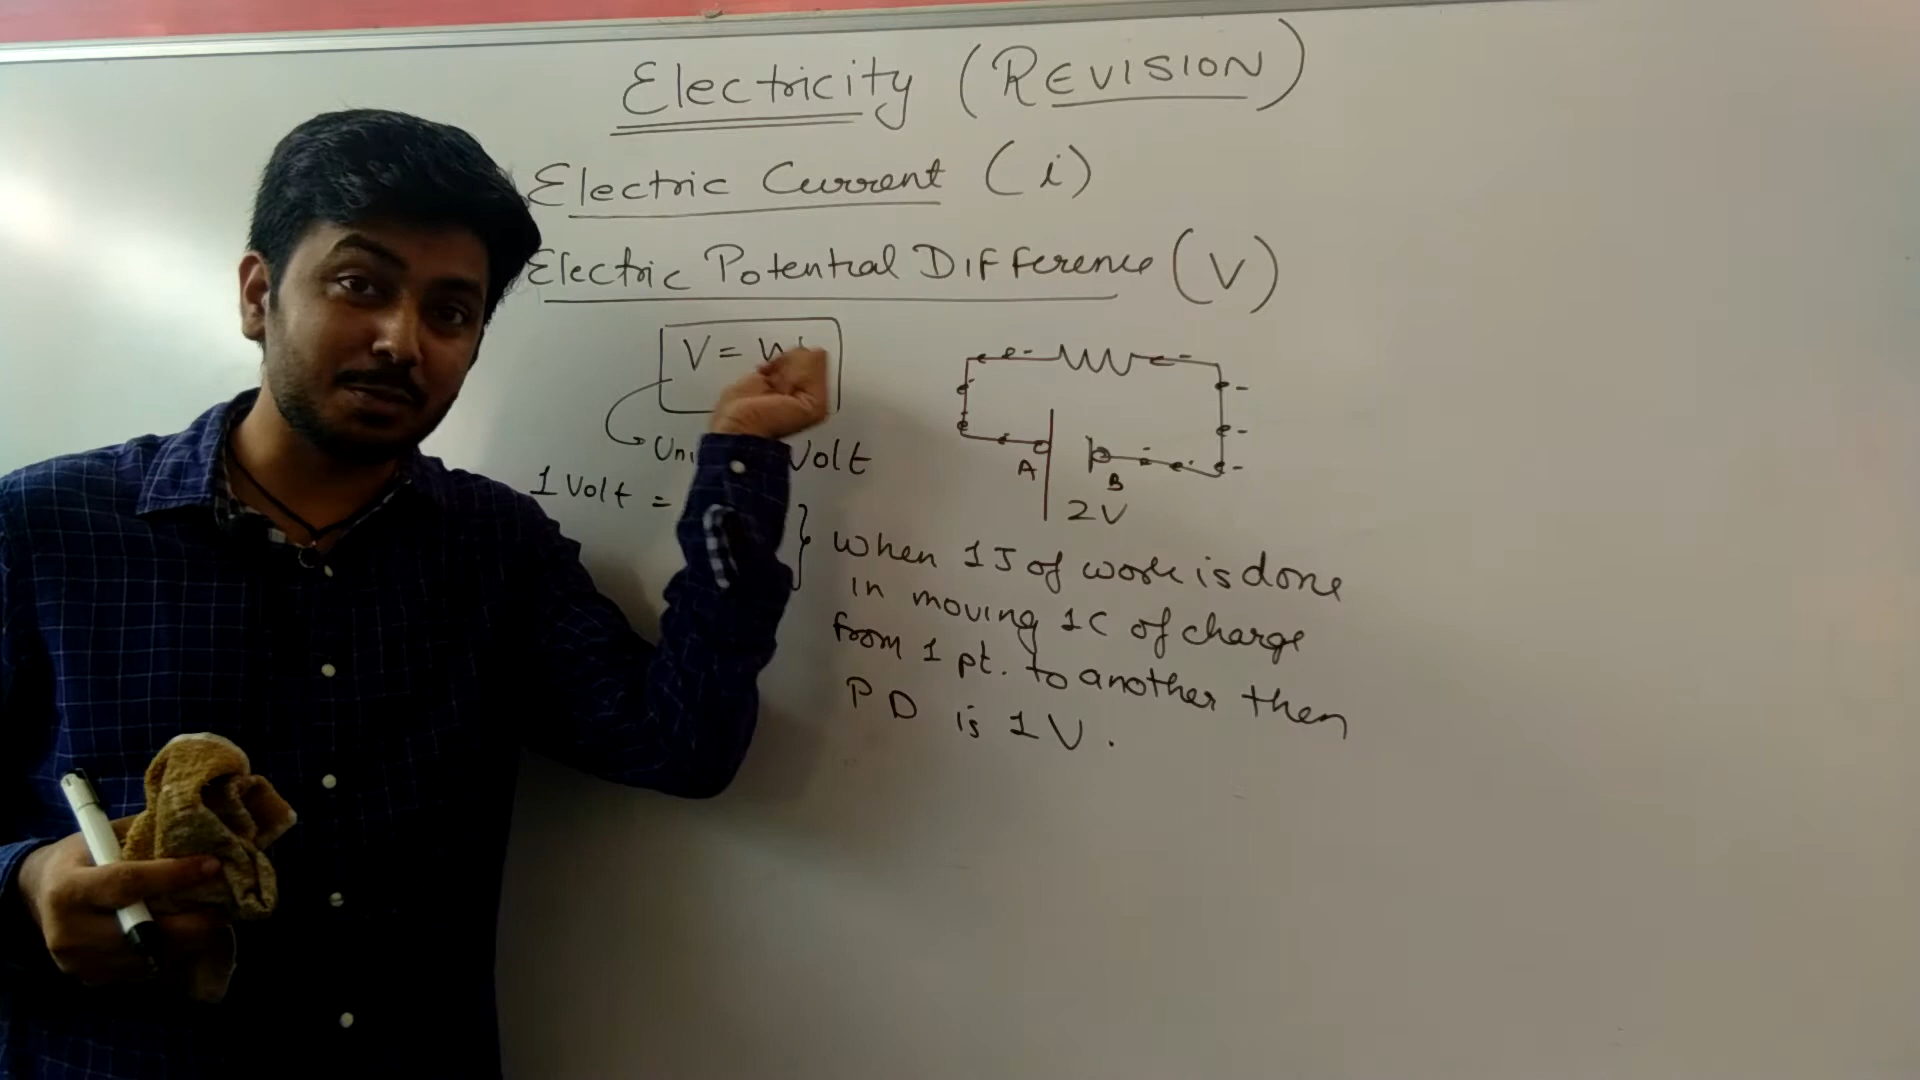 Electricity (REVISION)
Electric Current (i)
Electric Potential Difference (V)
V = W
Volt
1 Volt =
A
B
2V
} When 1J of work is done
in moving 1C of charge
from 1 pt. to another then
PD is 1V.